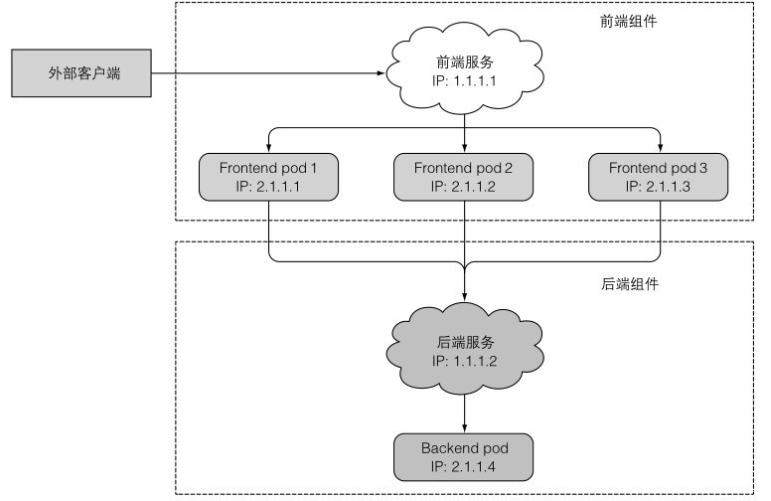 前端组件
外部客户端
前端服务
IP: 1.1.1.1
Frontend pod 1
IP: 2.1.1.1
Frontend pod 2
IP: 2.1.1.2
Frontend pod 3
IP: 2.1.1.3
后端组件
后端服务
IP: 1.1.1.2
Backend pod
IP: 2.1.1.4